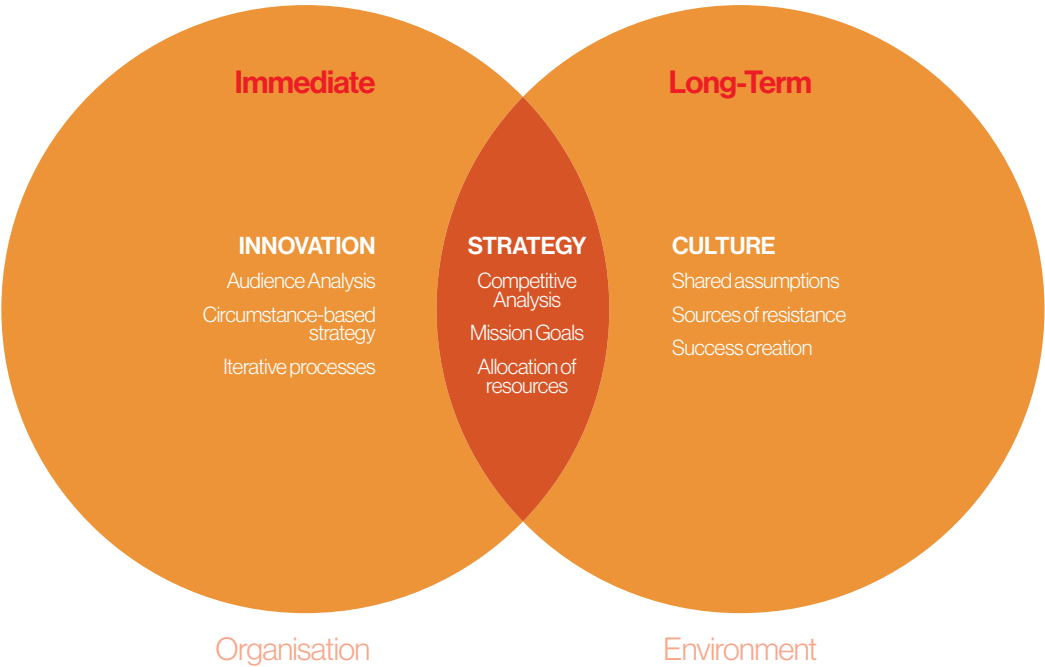 Immediate
Long-Term
INNOVATION
Audience Analysis
Circumstance-based
strategy
Iterative processes
STRATEGY
Competitive
Analysis
Mission Goals
Allocation of
resources
CULTURE
Shared assumptions
Sources of resistance
Success creation
Organisation
Environment